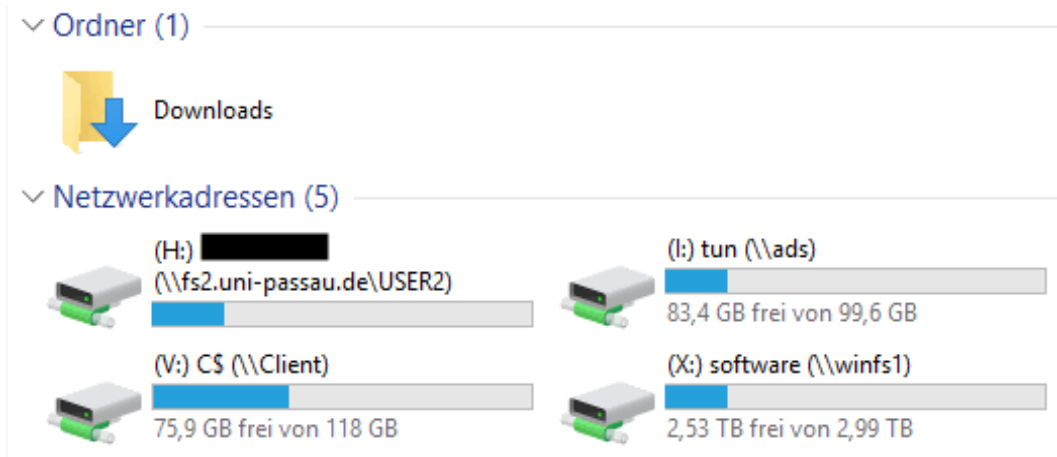 Ordner (1)
Downloads
Netzwerkadressen (5)
(H:)
(\\fs2.uni-passau.de\USER2)
(I:) tun (\\ads)
83,4 GB frei von 99,6 GB
(V:) C$ (\\Client)
75,9 GB frei von 118 GB
(X:) software (\\winfs1)
2,53 TB frei von 2,99 TB